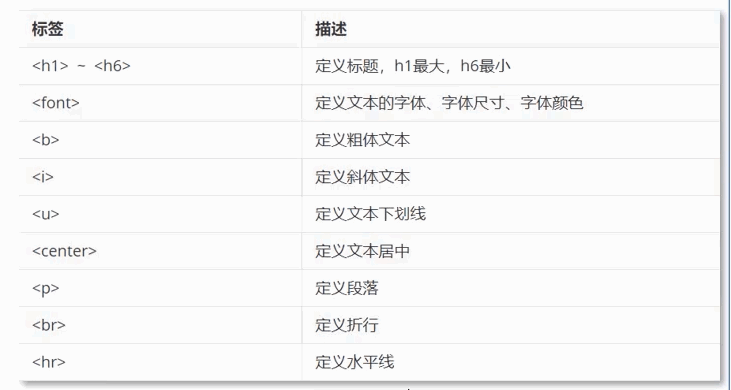 标签 描述
<h1> ~ <h6> 定义标题，h1最大，h6最小
<font> 定义文本的字体、字体尺寸、字体颜色
<b> 定义粗体文本
<i> 定义斜体文本
<u> 定义文本下划线
<center> 定义文本居中
<p> 定义段落
<br> 定义折行
<hr> 定义水平线